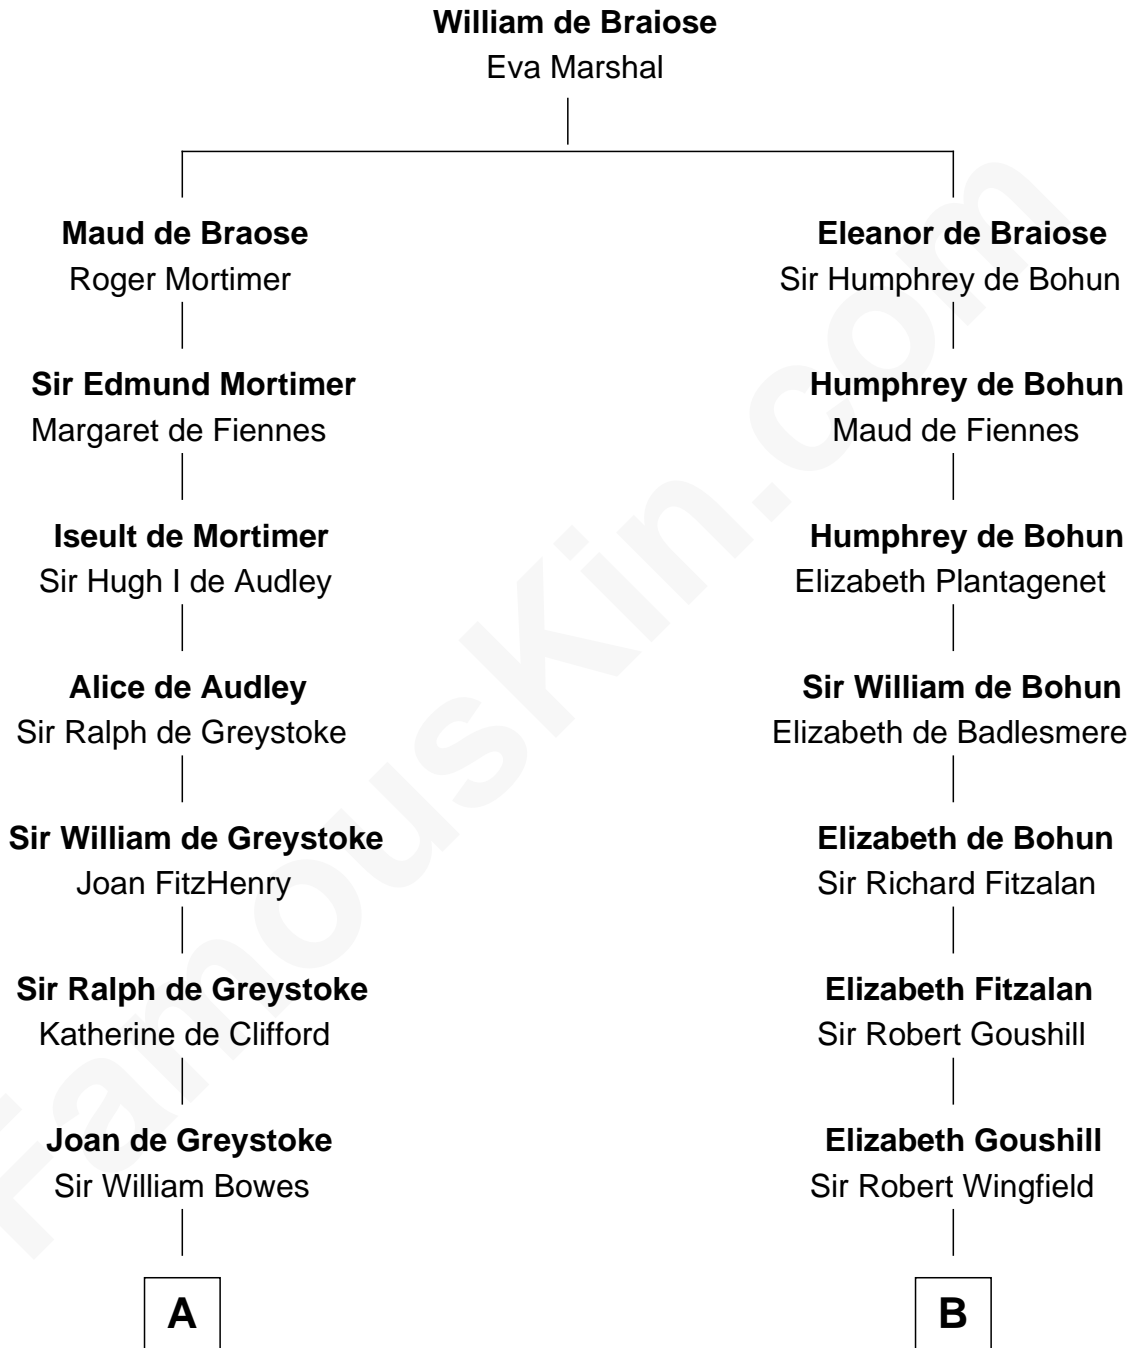 William de Braiose
Eva Marshal
Maud de Braose
Roger Mortimer
Eleanor de Braiose
Sir Humphrey de Bohun
Sir Edmund Mortimer
Margaret de Fiennes
Humphrey de Bohun
Maud de Fiennes
Iseult de Mortimer
Sir Hugh I de Audley
Humphrey de Bohun
Elizabeth Plantagenet
Alice de Audley
Sir Ralph de Greystoke
Sir William de Bohun
Elizabeth de Badlesmere
Sir William de Greystoke
Joan FitzHenry
Elizabeth de Bohun
Sir Richard Fitzalan
Sir Ralph de Greystoke
Katherine de Clifford
Elizabeth Fitzalan
Sir Robert Goushill
Joan de Greystoke
Sir William Bowes
Elizabeth Goushill
Sir Robert Wingfield
A
B
FamousKin.com